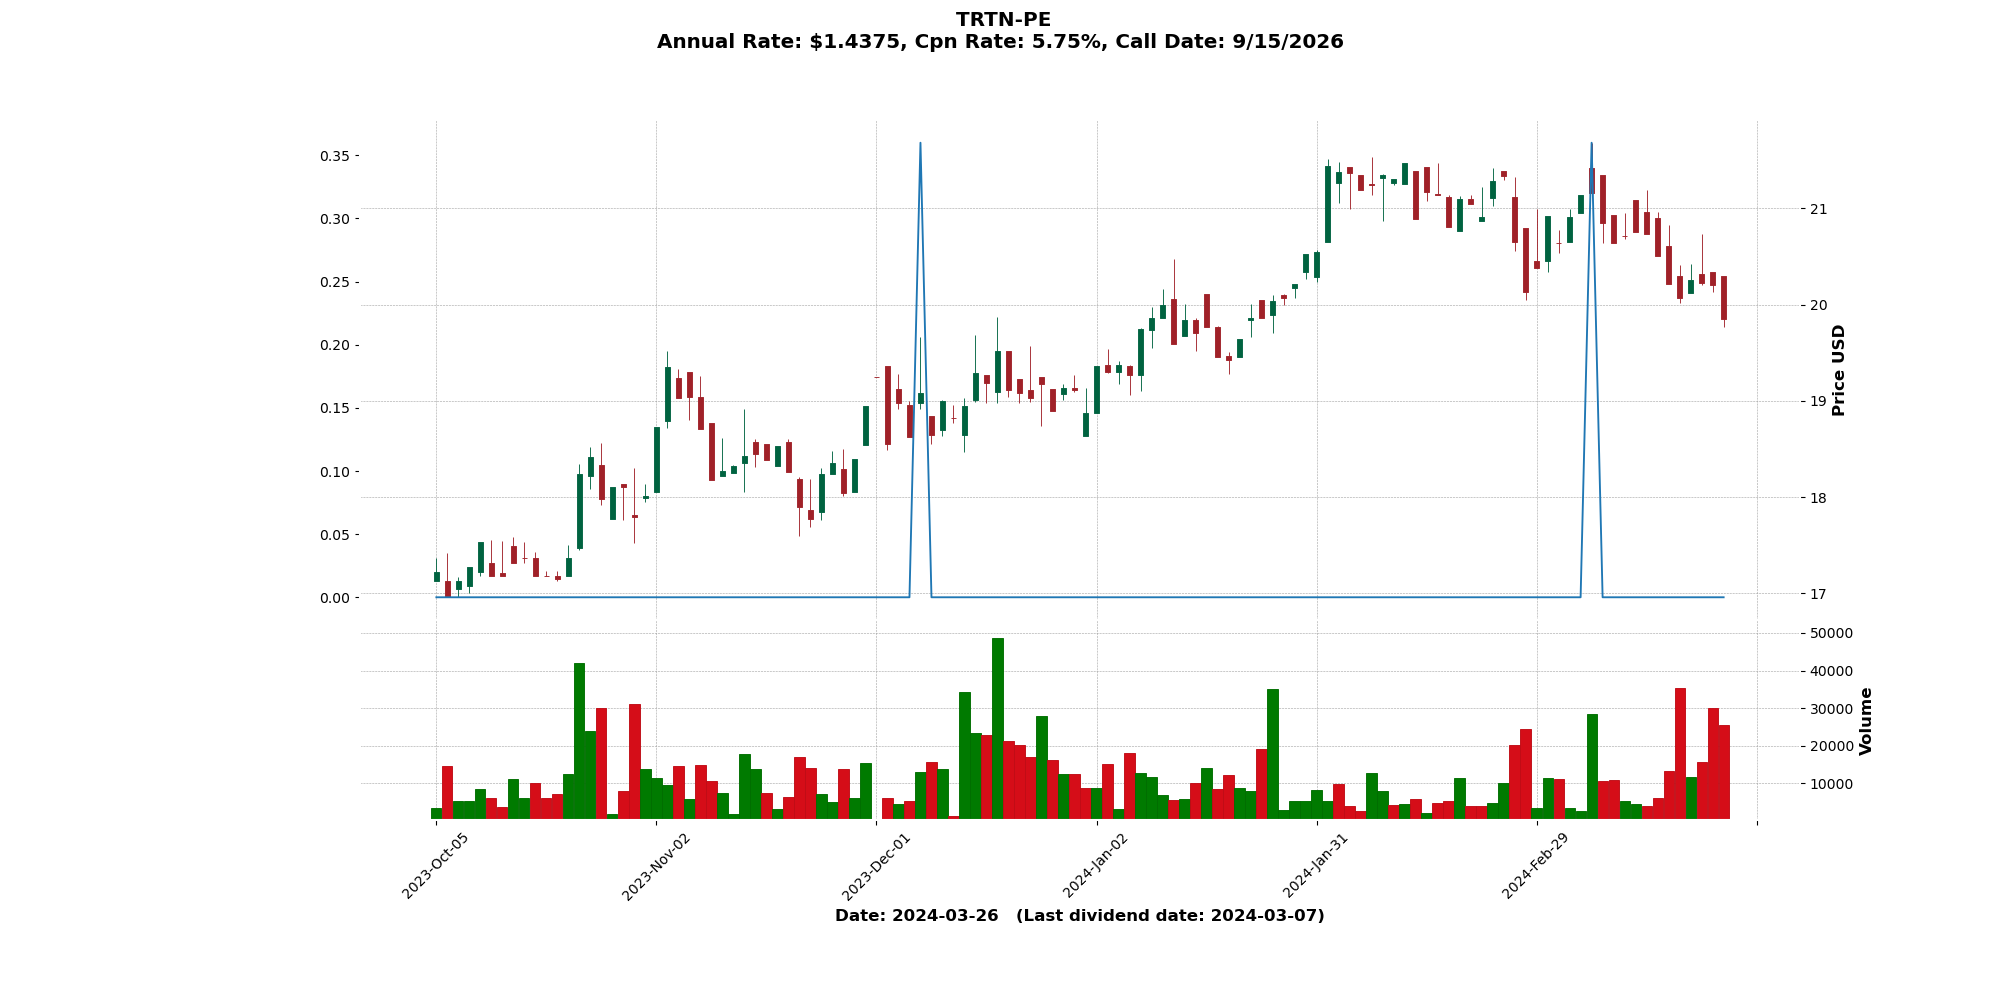 TRTN-PE
Annual Rate: $1.4375, Cpn Rate: 5.75%, Call Date: 9/15/2026
0.35
0.30
0.25
0.20
0.15
0.10
0.05
0.00
21
20
19
18
17
Price USD
50000
40000
30000
20000
10000
Volume
2023-Oct-05
2023-Nov-02
2023-Dec-01
2024-Jan-02
2024-Jan-31
2024-Feb-29
Date: 2024-03-26   (Last dividend date: 2024-03-07)